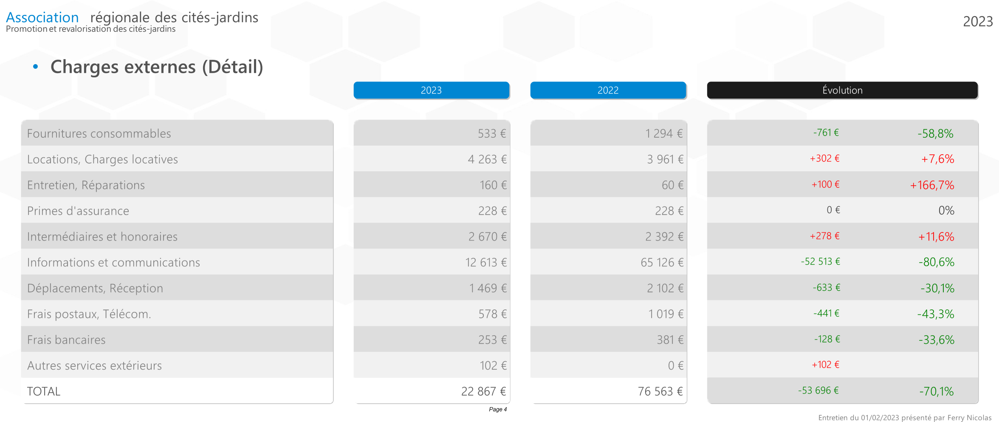 Association régionale des cités-jardins
Promotion et revalorisation des cités-jardins
2023
• Charges externes (Détail)
2023 2022 Évolution
Fournitures consommables 533 € 1 294 € -761 € -58,8%
Locations, Charges locatives 4 263 € 3 961 € +302 € +7,6%
Entretien, Réparations 160 € 60 € +100 € +166,7%
Primes d'assurance 228 € 228 € 0 € 0%
Intermédiaires et honoraires 2 670 € 2 392 € +278 € +11,6%
Informations et communications 12 613 € 65 126 € -52 513 € -80,6%
Déplacements, Réception 1 469 € 2 102 € -633 € -30,1%
Frais postaux, Télécom. 578 € 1 019 € -441 € -43,3%
Frais bancaires 253 € 381 € -128 € -33,6%
Autres services extérieurs 102 € 0 € +102 €
TOTAL 22 867 € 76 563 € -53 696 € -70,1%
Page 4
Entretien du 01/02/2023 présenté par Ferry Nicolas